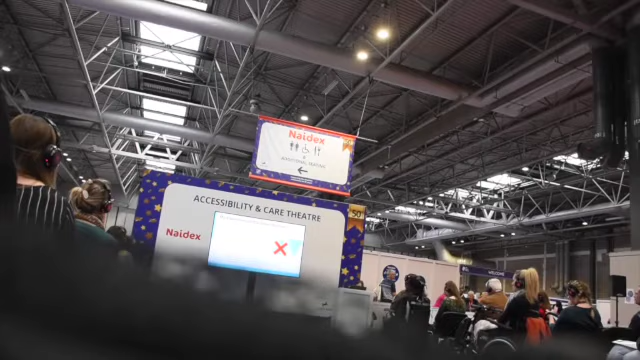 Naidex
&
ADDITIONAL SEATING
ACCESSIBILITY & CARE THEATRE
Naidex
50